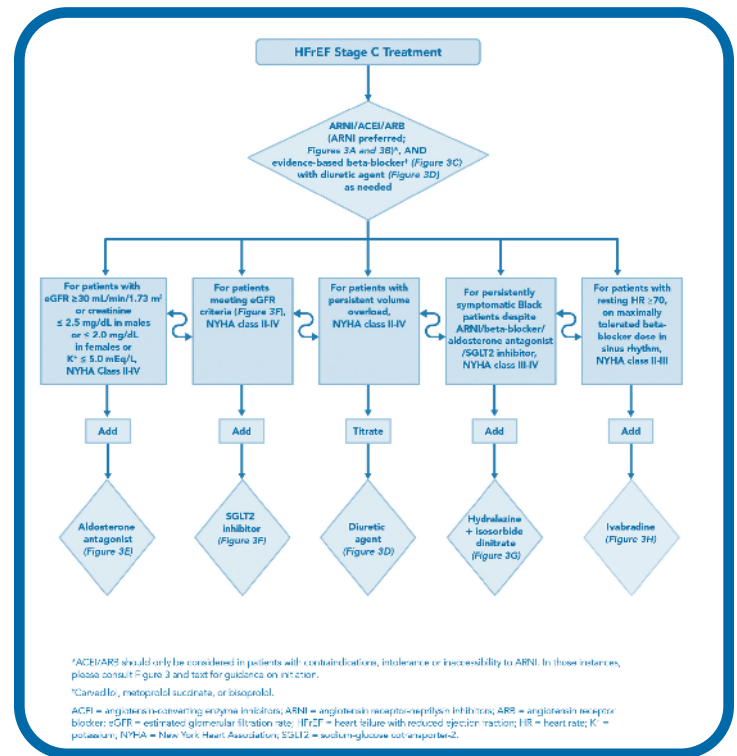 HFrEF Stage C Treatment
ARNI/ACEI/ARB
(ARNI preferred;
Figures 3A and 3B)^, AND
evidence-based beta-blocker† (Figure 3C)
with diuretic agent (Figure 3D)
as needed
For patients with
eGFR ≥30 mL/min/1.73 m²
or creatinine
≤ 2.5 mg/dL in males
or ≤ 2.0 mg/dL
in females or
K⁺ ≤ 5.0 mEq/L,
NYHA Class II-IV
For patients
meeting eGFR
criteria (Figure 3F),
NYHA class II-IV
For patients with
persistent volume
overload,
NYHA class II-IV
For persistently
symptomatic Black
patients despite
ARNI/beta-blocker/
aldosterone antagonist
/SGLT2 inhibitor,
NYHA class III-IV
For patients with
resting HR ≥70,
on maximally
tolerated beta-
blocker dose in
sinus rhythm,
NYHA class II-III
Add
Add
Titrate
Add
Add
Aldosterone
antagonist
(Figure 3E)
SGLT2
inhibitor
(Figure 3F)
Diuretic
agent
(Figure 3D)
Hydralazine
+ isosorbide
dinitrate
(Figure 3G)
Ivabradine
(Figure 3H)
^ACEI/ARB should only be considered in patients with contraindications, intolerance or inaccessibility to ARNI. In those instances,
please consult Figure 3 and text for guidance on initiation.
†Carvedilol, metoprolol succinate, or bisoprolol.
ACEI = angiotensin-converting enzyme inhibitors; ARNI = angiotensin receptor-neprilysin inhibitors; ARB = angiotensin receptor
blocker; eGFR = estimated glomerular filtration rate; HFrEF = heart failure with reduced ejection fraction; HR = heart rate; K⁺ =
potassium; NYHA = New York Heart Association; SGLT2 = sodium-glucose cotransporter-2.